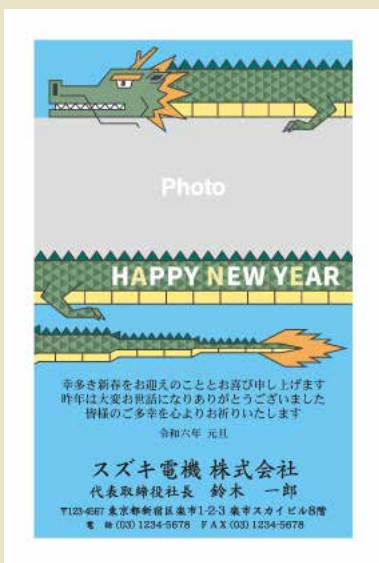 Photo
HAPPY NEW YEAR
幸多き新春をお迎えのこととお喜び申し上げます
昨年は大変お世話になりありがとうございました
皆様のご多幸を心よりお祈りいたします
令和六年 元旦
スズキ電機 株式会社
代表取締役社長 鈴木 一郎
〒123-4567 東京都新宿区楽市1-2-3 楽市スカイビル8階
電 話 (03) 1234-5678 FAX (03) 1234-5678